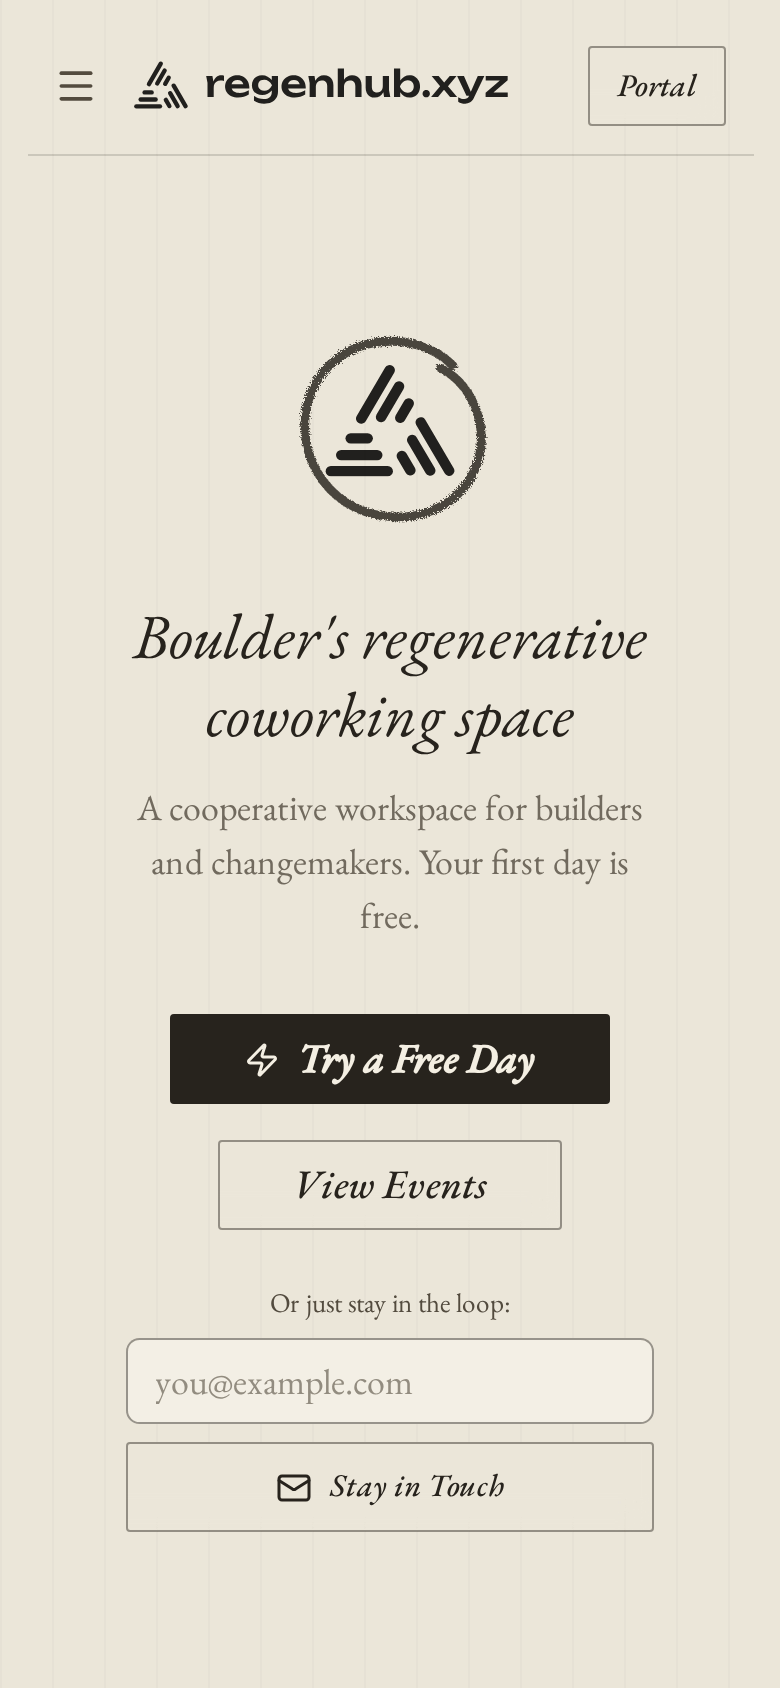 regenhub.xyz
Portal
Boulder's regenerative
coworking space
A cooperative workspace for builders
and changemakers. Your first day is
free.
Try a Free Day
View Events
Or just stay in the loop:
you@example.com
Stay in Touch